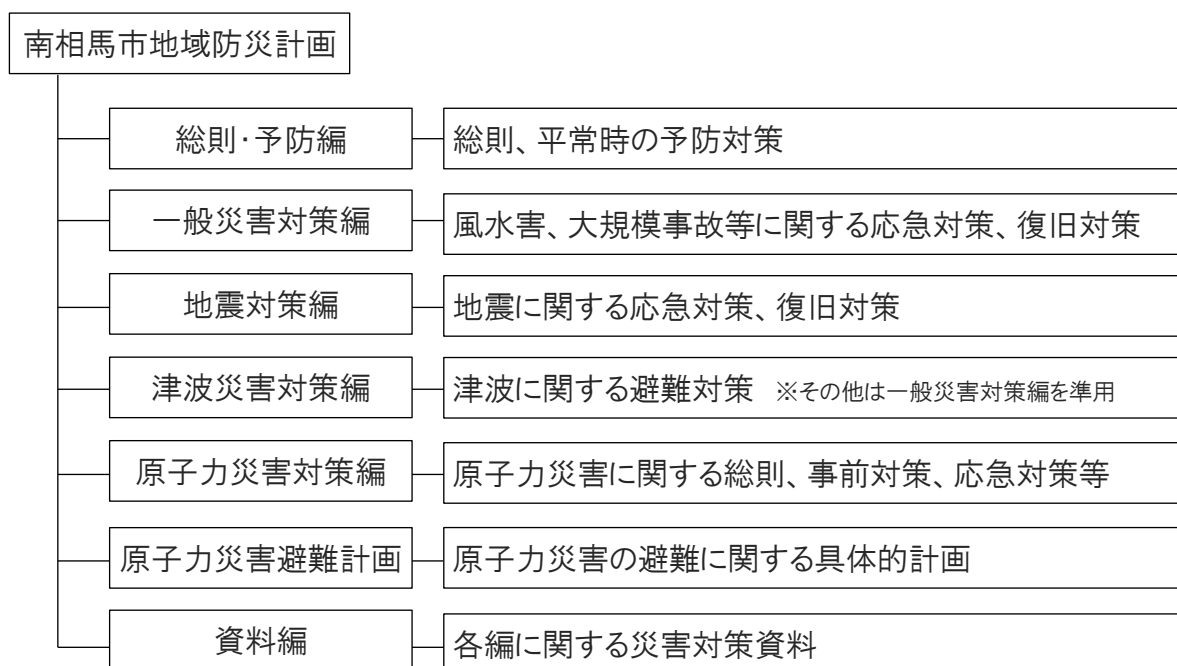 南相馬市地域防災計画
総則・予防編
総則、平常時の予防対策
一般災害対策編
風水害、大規模事故等に関する応急対策、復旧対策
地震対策編
地震に関する応急対策、復旧対策
津波災害対策編
津波に関する避難対策 ※その他は一般災害対策編を準用
原子力災害対策編
原子力災害に関する総則、事前対策、応急対策等
原子力災害避難計画
原子力災害の避難に関する具体的計画
資料編
各編に関する災害対策資料